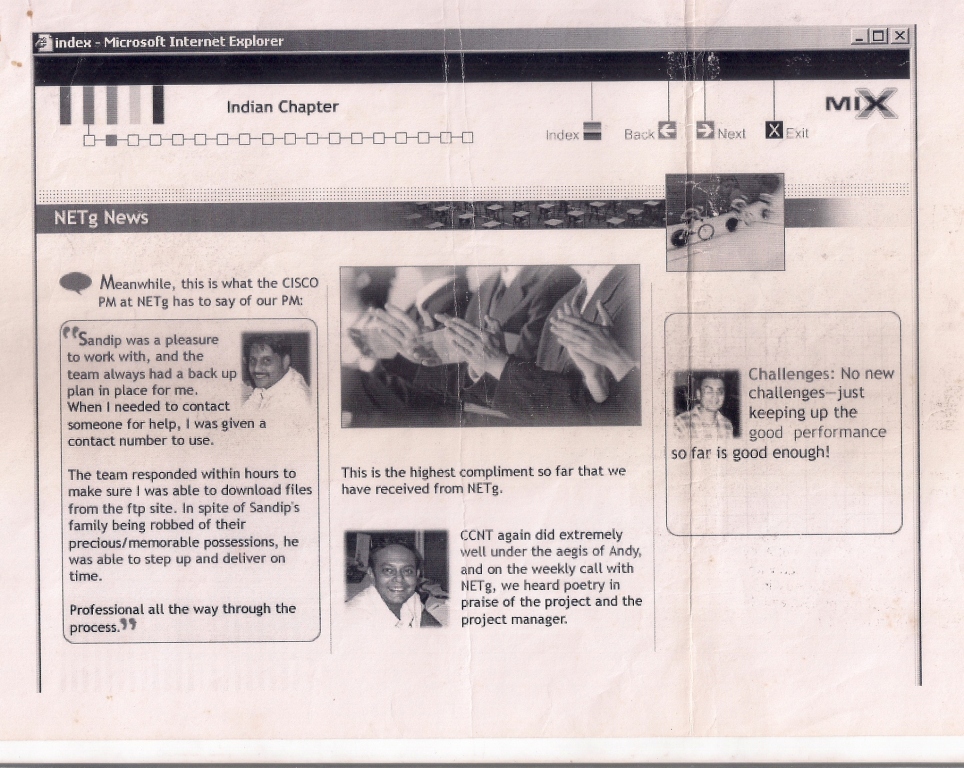 index - Microsoft Internet Explorer
Indian Chapter
Index
Back
Next
X Exit
MIX
NETg News
Meanwhile, this is what the CISCO
PM at NETg has to say of our PM:
“Sandip was a pleasure
to work with, and the
team always had a back up
plan in place for me.
When I needed to contact
someone for help, I was given a
contact number to use.
The team responded within hours to
make sure I was able to download files
from the ftp site. In spite of Sandip's
family being robbed of their
precious/memorable possessions, he
was able to step up and deliver on
time.
Professional all the way through the
process.”
This is the highest compliment so far that we
have received from NETg.
CCNT again did extremely
well under the aegis of Andy,
and on the weekly call with
NETg, we heard poetry in
praise of the project and the
project manager.
Challenges: No new
challenges—just
keeping up the
good performance
so far is good enough!